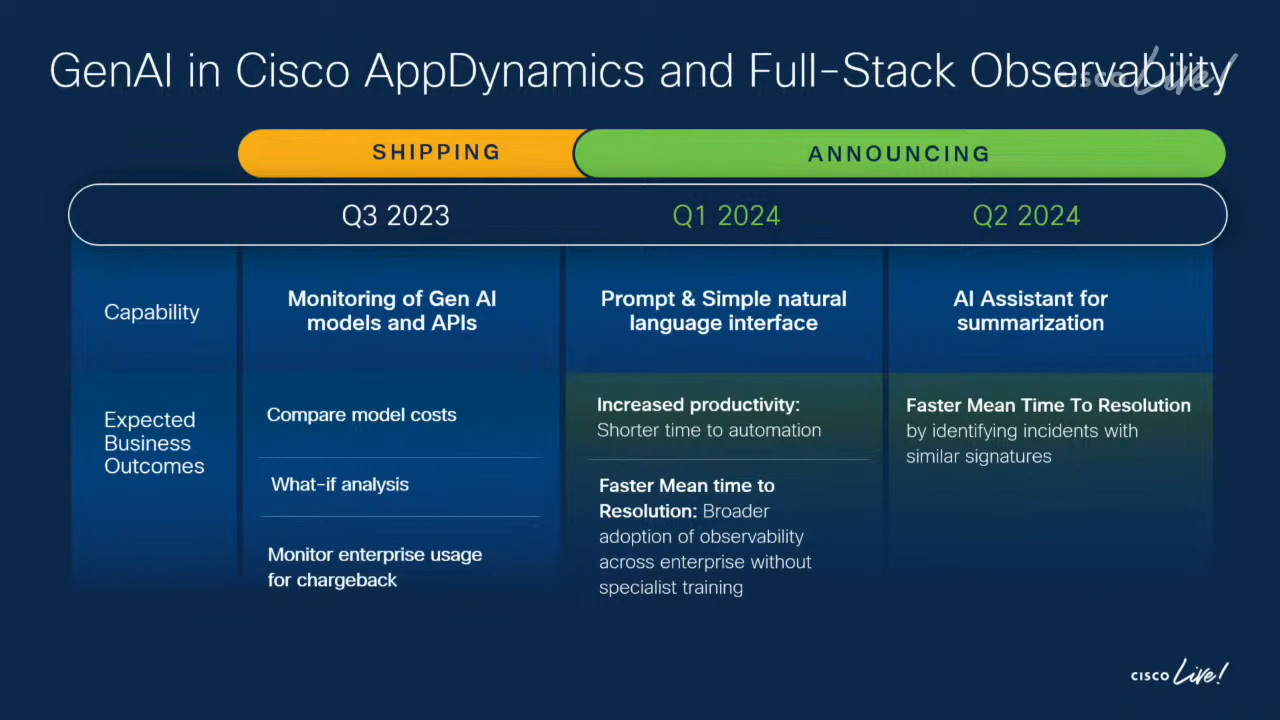 GenAI in Cisco AppDynamics and Full-Stack Observability
CISCO Live!
SHIPPING
ANNOUNCING
Q3 2023
Q1 2024
Q2 2024
Capability
Monitoring of Gen AI
models and APIs
Prompt & Simple natural
language interface
AI Assistant for
summarization
Expected
Business
Outcomes
Compare model costs
What-if analysis
Monitor enterprise usage
for chargeback
Increased productivity:
Shorter time to automation
Faster Mean time to
Resolution: Broader
adoption of observability
across enterprise without
specialist training
Faster Mean Time To Resolution
by identifying incidents with
similar signatures
CISCO Live!